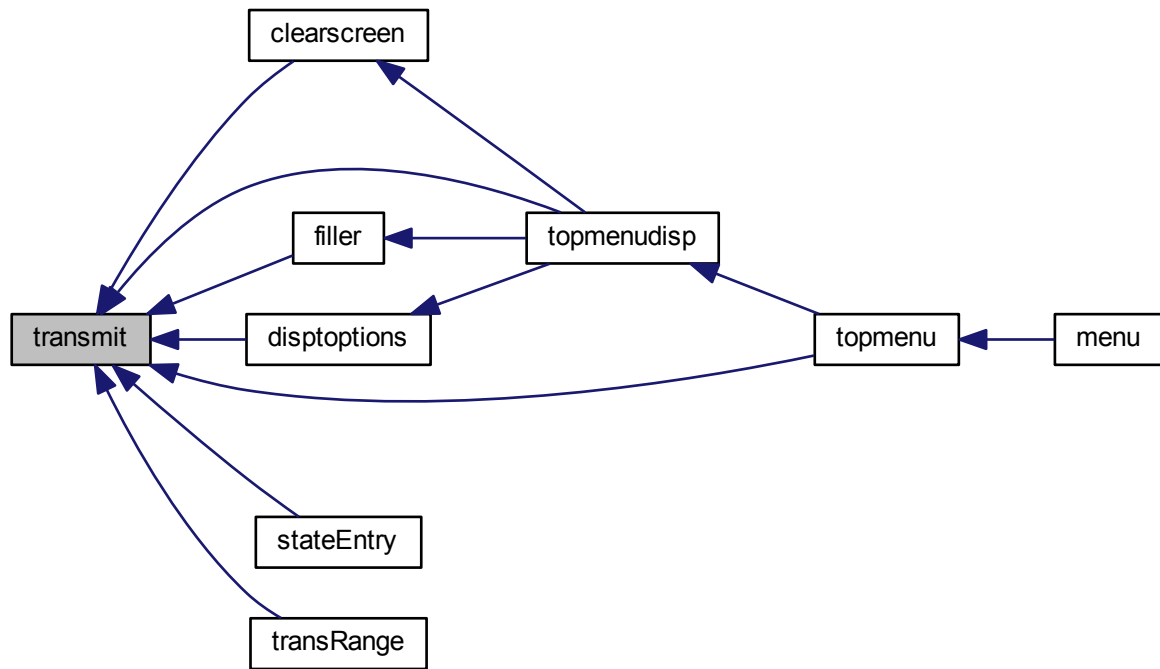 clearscreen
filler
topmenudisp
transmit
disptoptions
topmenu
menu
stateEntry
transRange